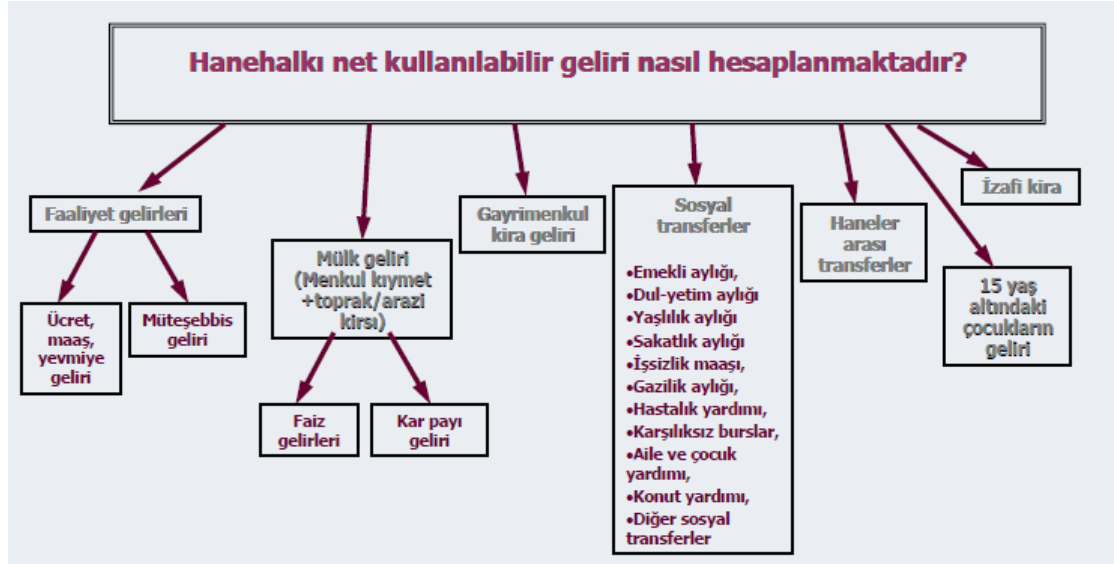 Hanehalkı net kullanılabilir geliri nasıl hesaplanmaktadır?
Faaliyet gelirleri
Ücret,
maaş,
yevmiye
geliri
Müteşebbis
geliri
Mülk geliri
(Menkul kıymet
+toprak/arazi
kirsı)
Faiz
gelirleri
Kar payı
geliri
Gayrimenkul
kira geliri
Sosyal
transferler
•Emekli aylığı,
•Dul-yetim aylığı
•Yaşlılık aylığı
•Sakatlık aylığı
•İşsizlik maaşı,
•Gazilik aylığı,
•Hastalık yardımı,
•Karşılıksız burslar,
•Aile ve çocuk
yardımı,
•Konut yardımı,
•Diğer sosyal
transferler
Haneler
arası
transferler
İzafi kira
15 yaş
altındaki
çocukların
geliri